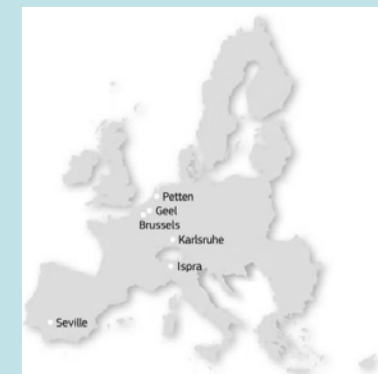 Petten
Geel
Brussels
Karlsruhe
Ispra
Seville